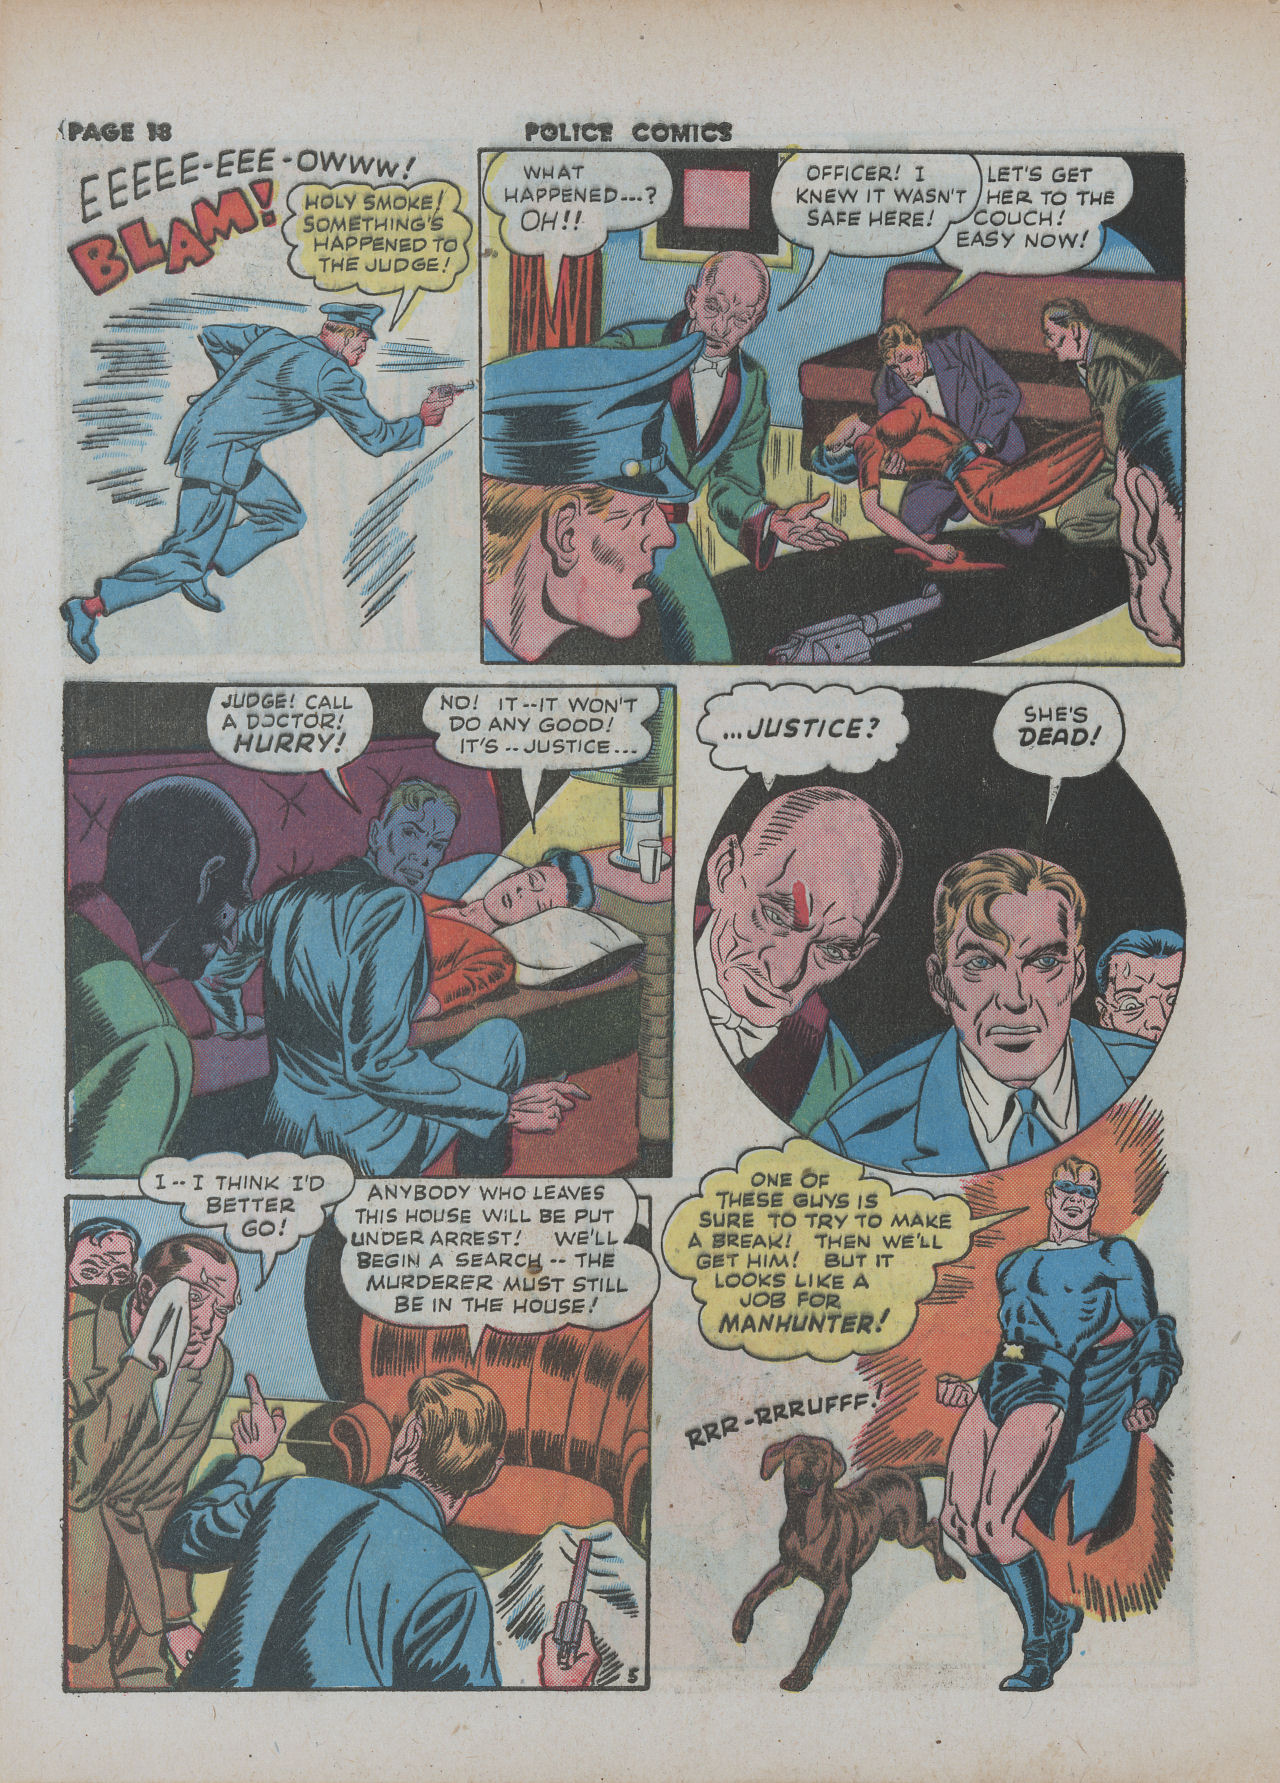 PAGE 18
POLICE COMICS
EEEEE-EEE-OWWW!
BLAM!
HOLY SMOKE!
SOMETHING'S
HAPPENED TO
THE JUDGE!
WHAT
HAPPENED...?
OH!!
OFFICER! I
KNEW IT WASN'T
SAFE HERE!
LET'S GET
HER TO THE
COUCH!
EASY NOW!
JUDGE! CALL
A DOCTOR!
HURRY!
NO! IT--IT WON'T
DO ANY GOOD!
IT'S -- JUSTICE...
...JUSTICE?
SHE'S
DEAD!
I-- I THINK I'D
BETTER
GO!
ANYBODY WHO LEAVES
THIS HOUSE WILL BE PUT
UNDER ARREST! WE'LL
BEGIN A SEARCH -- THE
MURDERER MUST STILL
BE IN THE HOUSE!
5
ONE OF
THESE GUYS IS
SURE TO TRY TO MAKE
A BREAK! THEN WE'LL
GET HIM! BUT IT
LOOKS LIKE A
JOB FOR
MANHUNTER!
RRR-RRRUFFF!